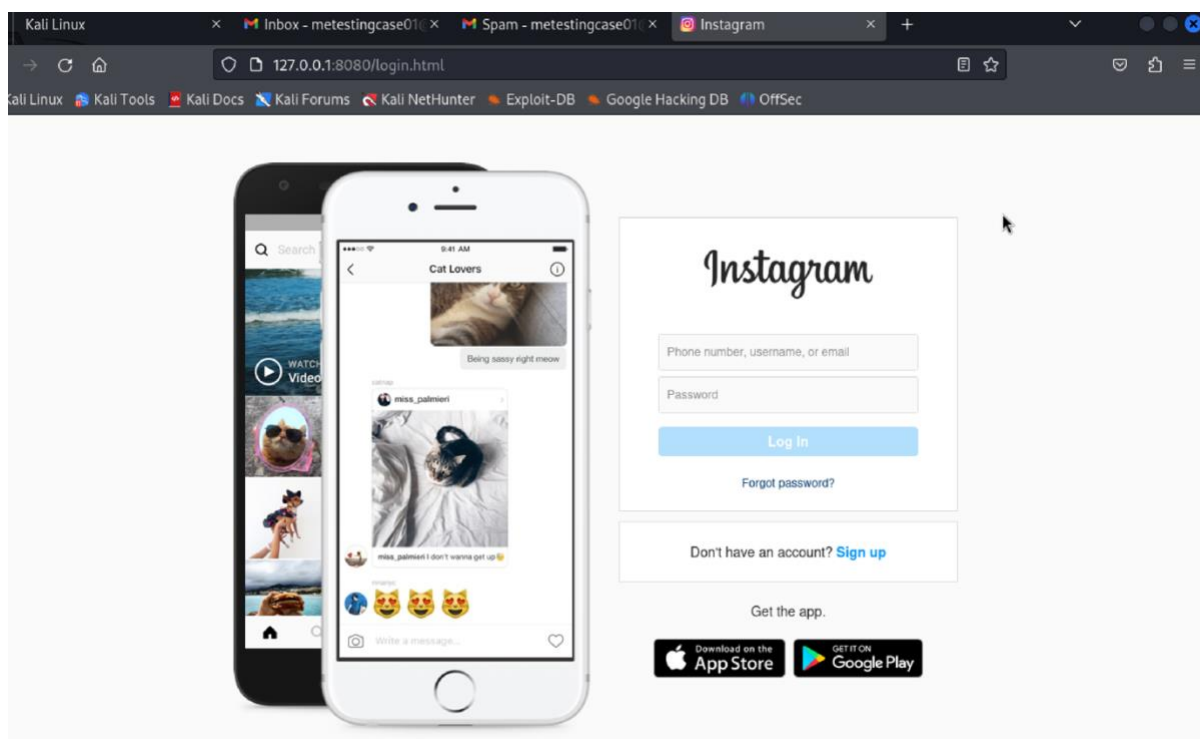 Kali Linux
Inbox - metestingcase01@
Spam - metestingcase01@
Instagram
127.0.0.1:8080/login.html
Kali Linux Kali Tools Kali Docs Kali Forums Kali NetHunter Exploit-DB Google Hacking DB OffSec
Search
WATCH
Video
9:41 AM
Cat Lovers
Being sassy right meow
catnap
miss_palmieri
miss_palmieri I don't wanna get up
Write a message...
Instagram
Phone number, username, or email
Password
Log In
Forgot password?
Don't have an account? Sign up
Get the app.
Download on the
App Store
GET IT ON
Google Play